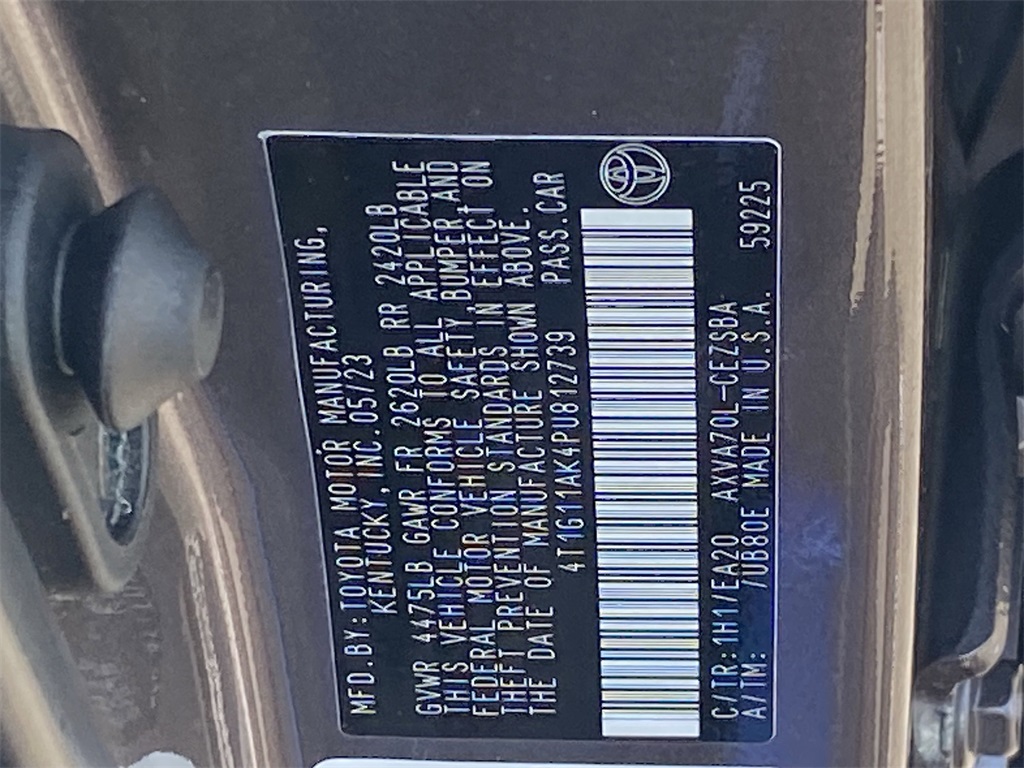 MFD.BY:TOYOTA MOTOR MANUFACTURING,
KENTUCKY, INC. 05/23
GVWR 4475LB GAWR FR 2620LB RR 2420LB
THIS VEHICLE CONFORMS TO ALL APPLICABLE
FEDERAL MOTOR VEHICLE SAFETY, BUMPER AND
THEFT PREVENTION STANDARDS IN EFFECT ON
THE DATE OF MANUFACTURE SHOWN ABOVE.
4T1G11AK4PU812739 PASS.CAR
C/TR:1H1/EA20 AXVA70L-CEZSBA
A/TM: /UB80E MADE IN U.S.A. 59225